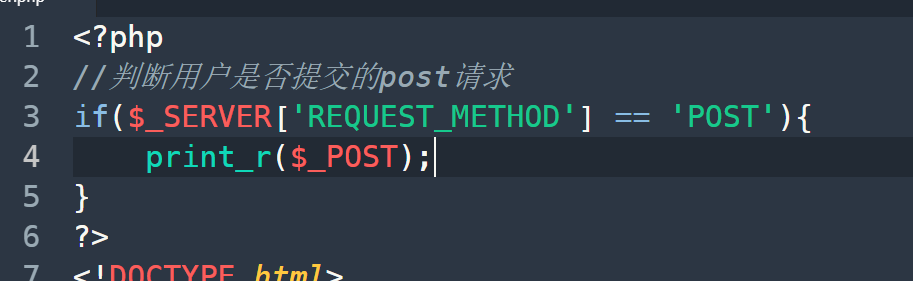 1 <?php
2 //判断用户是否提交的post请求
3 if($_SERVER['REQUEST_METHOD'] == 'POST'){
4 print_r($_POST);
5 }
6 ?>
7 <!DOCTYPE html>